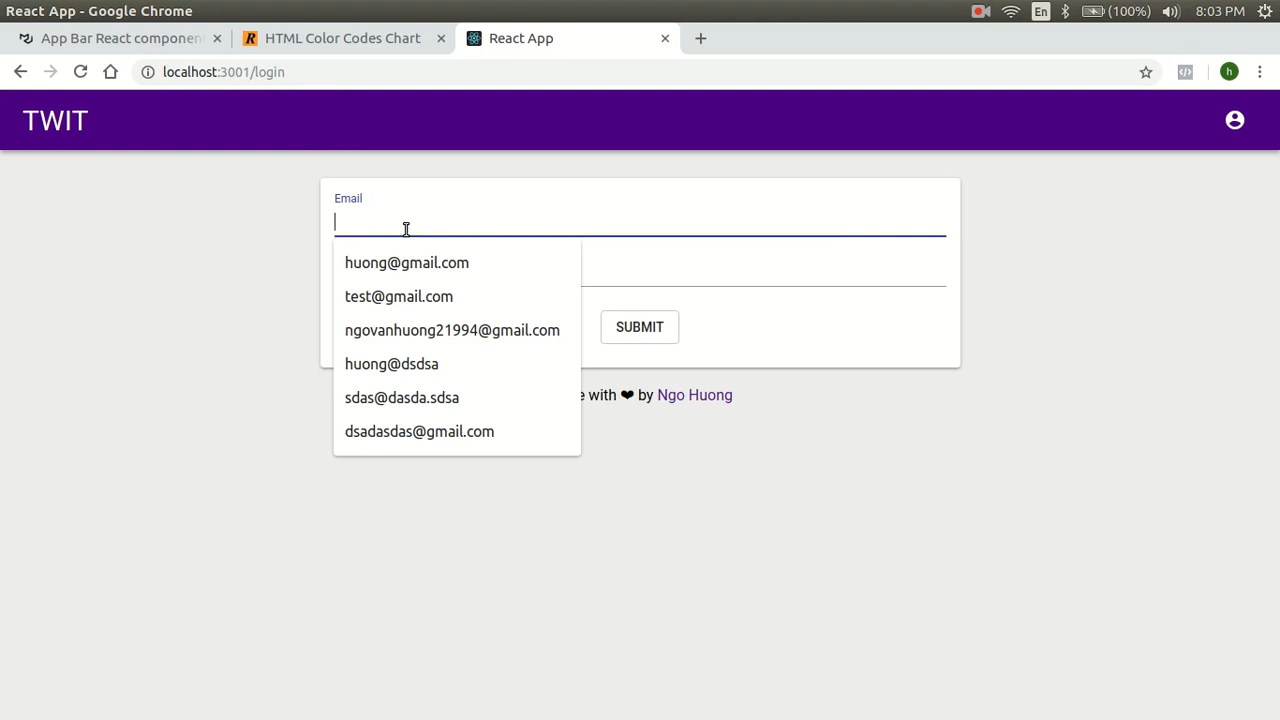 React App - Google Chrome
En
(100%)
8:03 PM
App Bar React componen
HTML Color Codes Chart
React App
localhost:3001/login
h
TWIT
Email
huong@gmail.com
test@gmail.com
ngovanhuong21994@gmail.com
SUBMIT
huong@dsdsa
sdas@dasda.sdsa
e with ❤ by Ngo Huong
dsadasdas@gmail.com